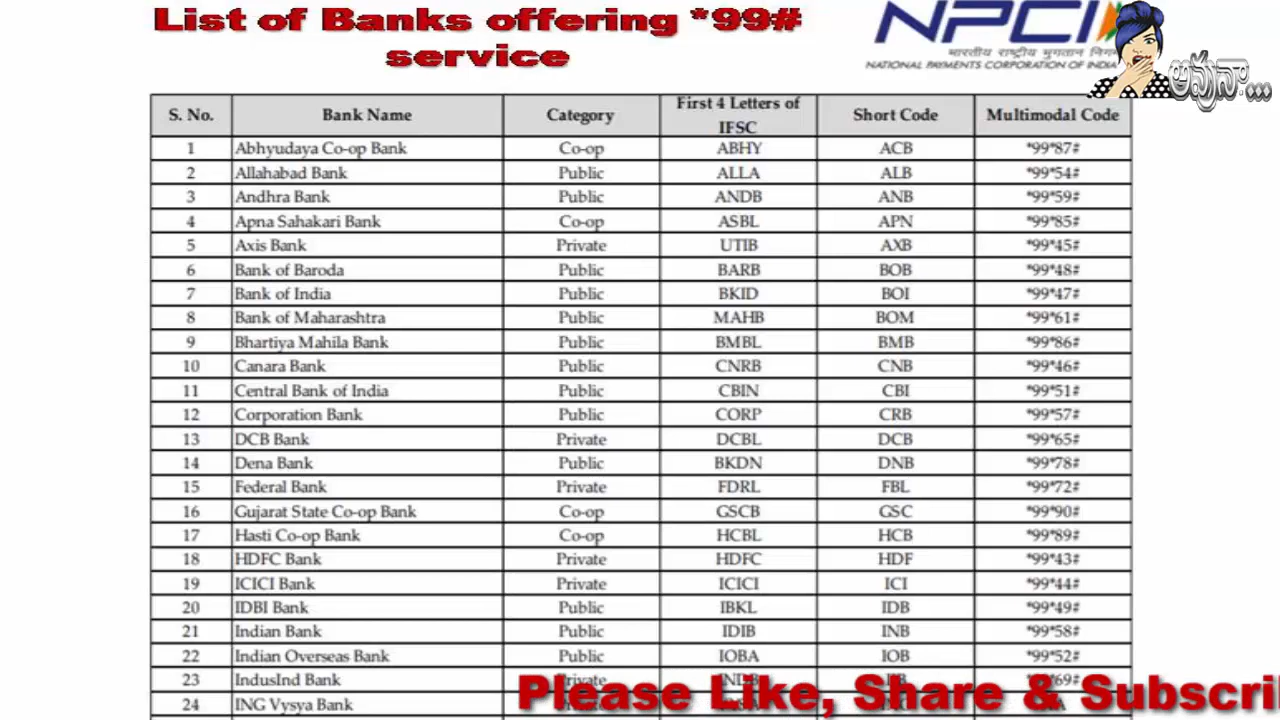 List of Banks offering *99#
service
NPCI
भारतीय राष्ट्रीय भुगतान
NATIONAL PAYMENTS CORPORATION OF INDIA
అవునా...
S. No. Bank Name Category First 4 Letters of IFSC Short Code Multimodal Code
1 Abhyudaya Co-op Bank Co-op ABHY ACB *99*87#
2 Allahabad Bank Public ALLA ALB *99*54#
3 Andhra Bank Public ANDB ANB *99*59#
4 Apna Sahakari Bank Co-op ASBL APN *99*85#
5 Axis Bank Private UTIB AXB *99*45#
6 Bank of Baroda Public BARB BOB *99*48#
7 Bank of India Public BKID BOI *99*47#
8 Bank of Maharashtra Public MAHB BOM *99*61#
9 Bhartiya Mahila Bank Public BMBL BMB *99*86#
10 Canara Bank Public CNRB CNB *99*46#
11 Central Bank of India Public CBIN CBI *99*51#
12 Corporation Bank Public CORP CRB *99*57#
13 DCB Bank Private DCBL DCB *99*65#
14 Dena Bank Public BKDN DNB *99*78#
15 Federal Bank Private FDRL FBL *99*72#
16 Gujarat State Co-op Bank Co-op GSCB GSC *99*90#
17 Hasti Co-op Bank Co-op HCBL HCB *99*89#
18 HDFC Bank Private HDFC HDF *99*43#
19 ICICI Bank Private ICICI ICI *99*44#
20 IDBI Bank Public IBKL IDB *99*49#
21 Indian Bank Public IDIB INB *99*58#
22 Indian Overseas Bank Public IOBA IOB *99*52#
23 IndusInd Bank
24 ING Vysya Bank
Please Like, Share & Subscri